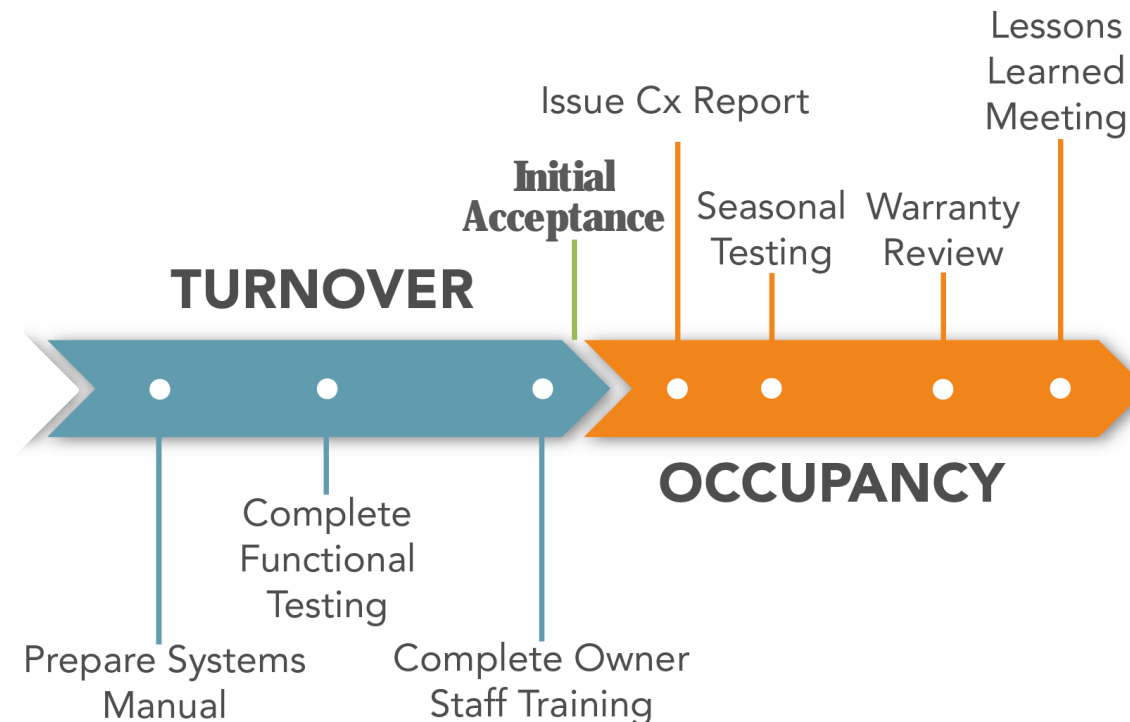 Lessons
Learned
Meeting
Issue Cx Report
Initial
Acceptance
Seasonal
Testing
Warranty
Review
TURNOVER
OCCUPANCY
Complete
Functional
Testing
Prepare Systems
Manual
Complete Owner
Staff Training